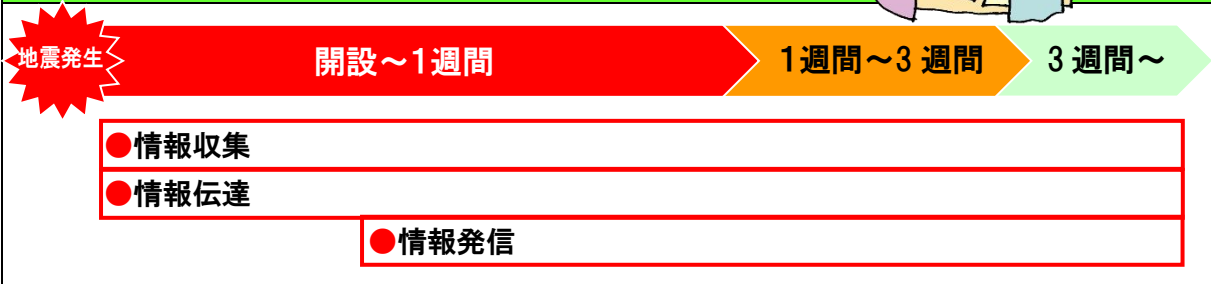 地震発生
開設～1週間
1週間～3 週間
3 週間～
●情報収集
●情報伝達
●情報発信